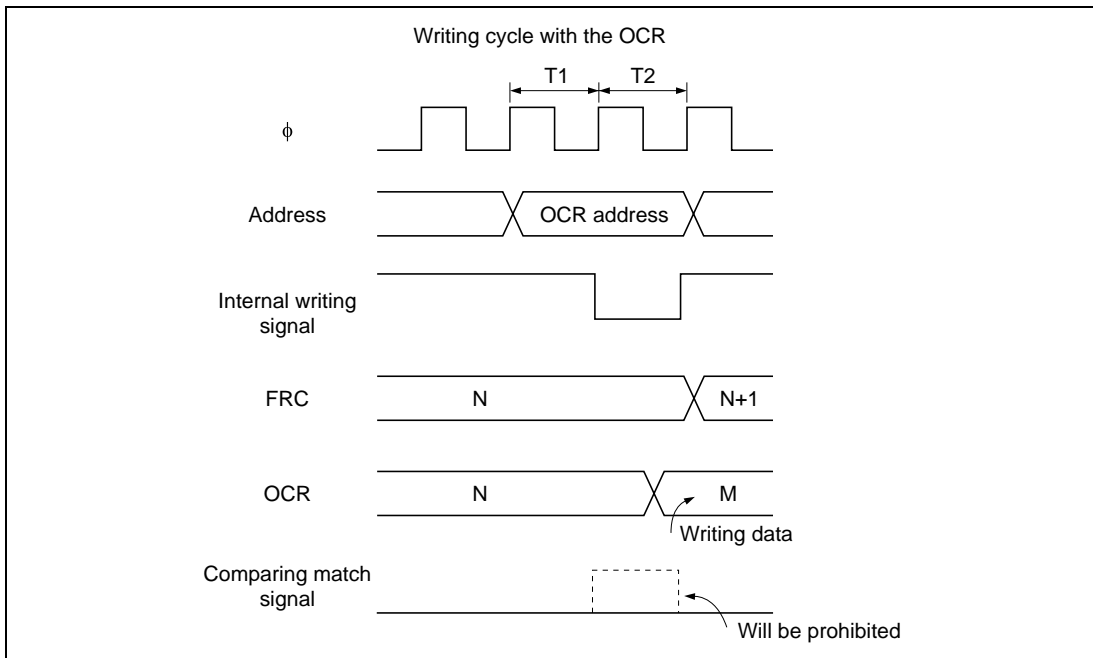 Writing cycle with the OCR
T1 T2
ϕ
Address OCR address
Internal writing
signal
FRC N N+1
OCR N M
Writing data
Comparing match
signal
Will be prohibited